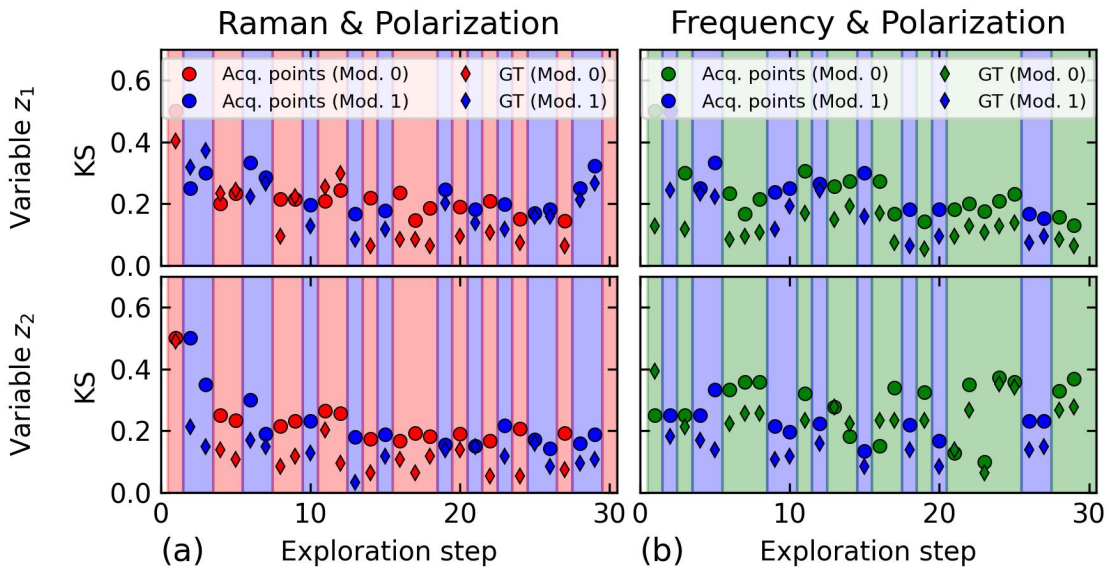 Raman & Polarization
Frequency & Polarization
Variable z1
KS
0.6
0.4
0.2
0.0
Acq. points (Mod. 0)
GT (Mod. 0)
Acq. points (Mod. 1)
GT (Mod. 1)
Acq. points (Mod. 0)
GT (Mod. 0)
Acq. points (Mod. 1)
GT (Mod. 1)
Variable z2
KS
0.6
0.4
0.2
0.0
0 10 20 30
0 10 20 30
(a) Exploration step
(b) Exploration step